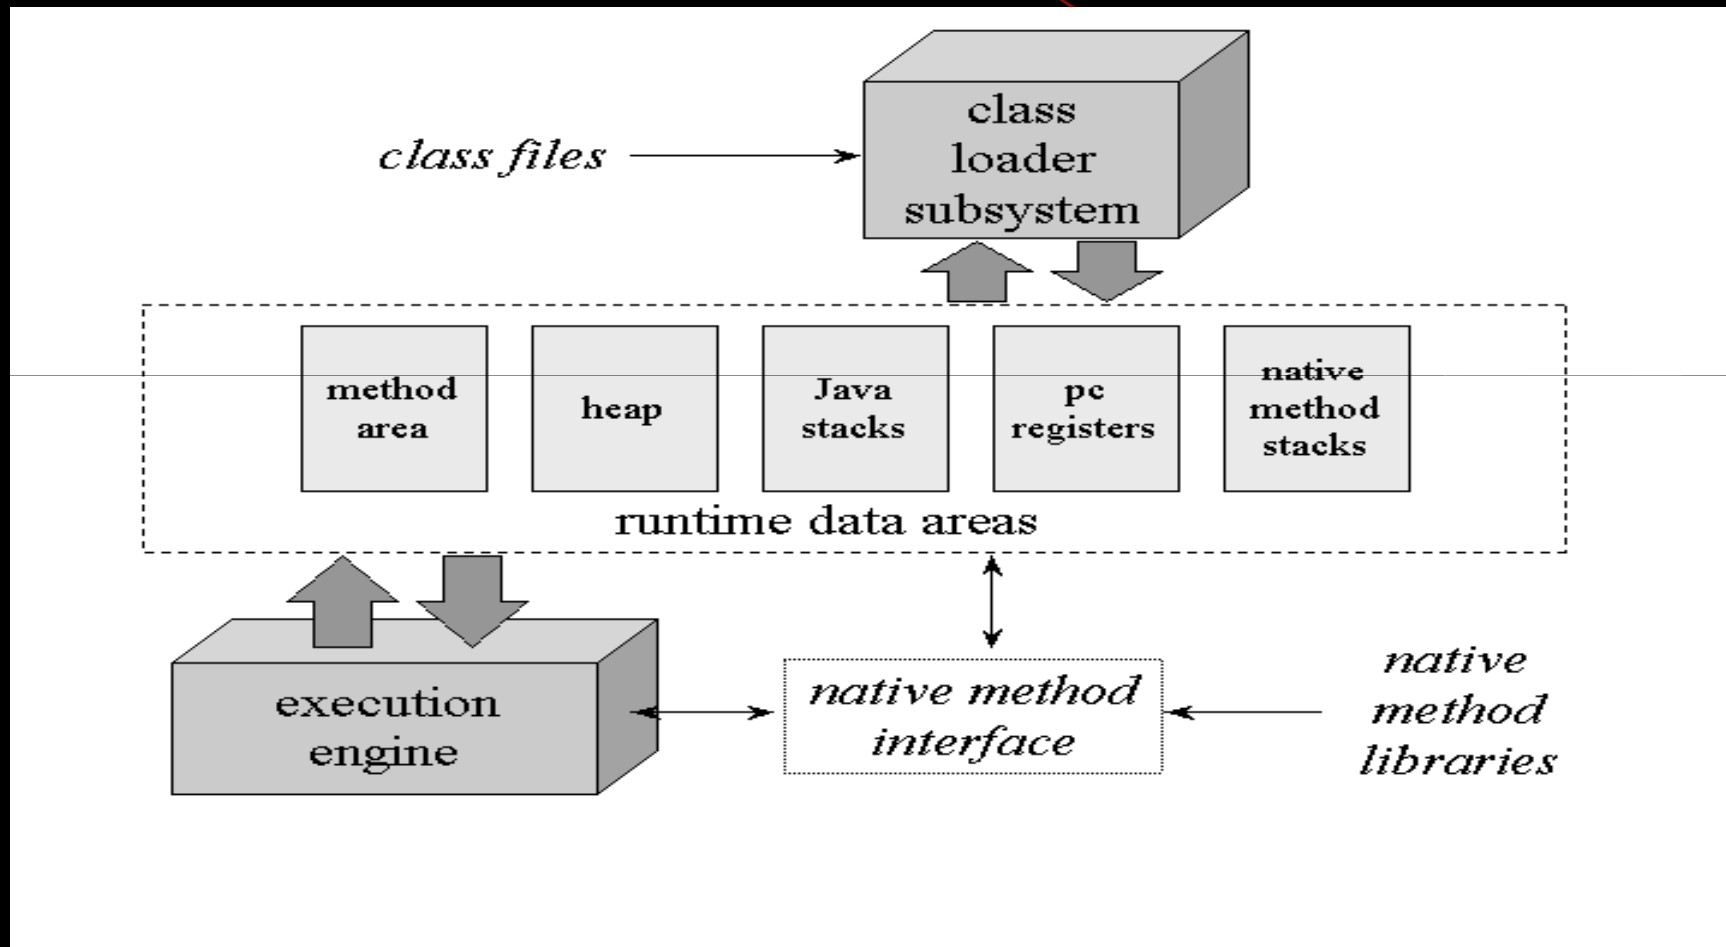 class
loader
subsystem
class files
method
area
heap
Java
stacks
pc
registers
native
method
stacks
runtime data areas
execution
engine
native method
interface
native
method
libraries